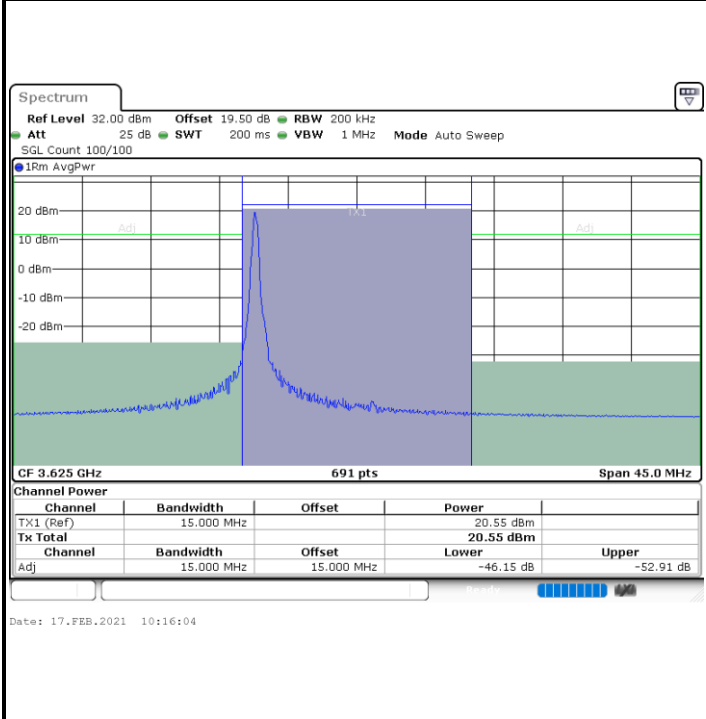 Spectrum
Ref Level 32.00 dBm Offset 19.50 dB RBW 200 kHz
Att 25 dB SWT 200 ms VBW 1 MHz Mode Auto Sweep
SGL Count 100/100
1Rm AvgPwr
TX1
20 dBm
Adj Adj
10 dBm
0 dBm
-10 dBm
-20 dBm
CF 3.625 GHz 691 pts Span 45.0 MHz
Channel Power
Channel Bandwidth Offset Power
TX1 (Ref) 15.000 MHz 20.55 dBm
Tx Total 20.55 dBm
Channel Bandwidth Offset Lower Upper
Adj 15.000 MHz 15.000 MHz -46.15 dB -52.91 dB
Ready
Date: 17.FEB.2021 10:16:04